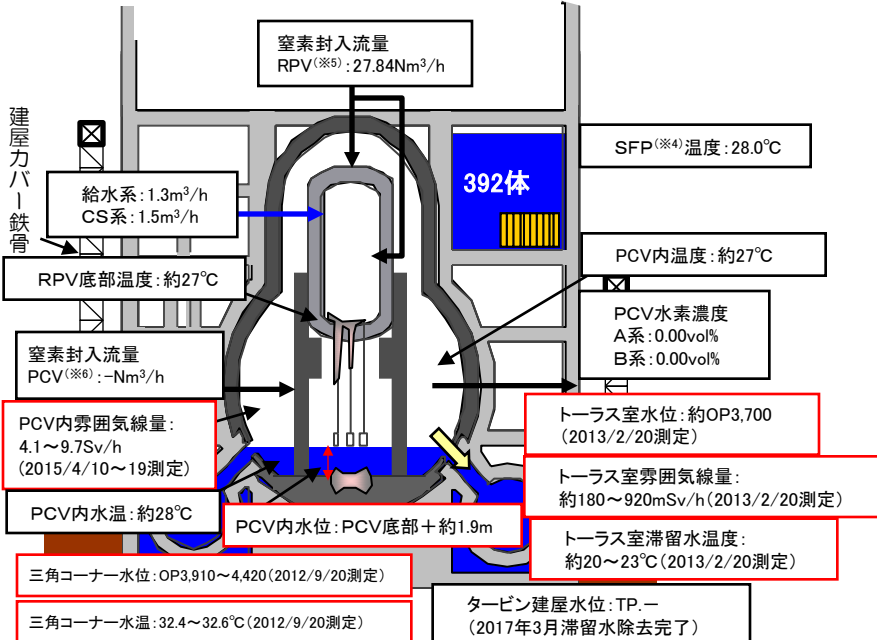 窒素封入流量
RPV(※5):27.84Nm³/h
建屋カバー鉄骨
給水系:1.3m³/h
CS系:1.5m³/h
392体
SFP(※4)温度:28.0℃
RPV底部温度:約27℃
PCV内温度:約27℃
PCV水素濃度
A系:0.00vol%
B系:0.00vol%
窒素封入流量
PCV(※6):-Nm³/h
PCV内雰囲気線量:
4.1~9.7Sv/h
(2015/4/10~19測定)
トーラス室水位:約OP3,700
(2013/2/20測定)
トーラス室雰囲気線量:
約180~920mSv/h(2013/2/20測定)
PCV内水温:約28℃
PCV内水位:PCV底部+約1.9m
トーラス室滞留水温度:
約20~23℃(2013/2/20測定)
三角コーナー水位:OP3,910~4,420(2012/9/20測定)
三角コーナー水温:32.4~32.6℃(2012/9/20測定)
タービン建屋水位:TP.-
(2017年3月滞留水除去完了)